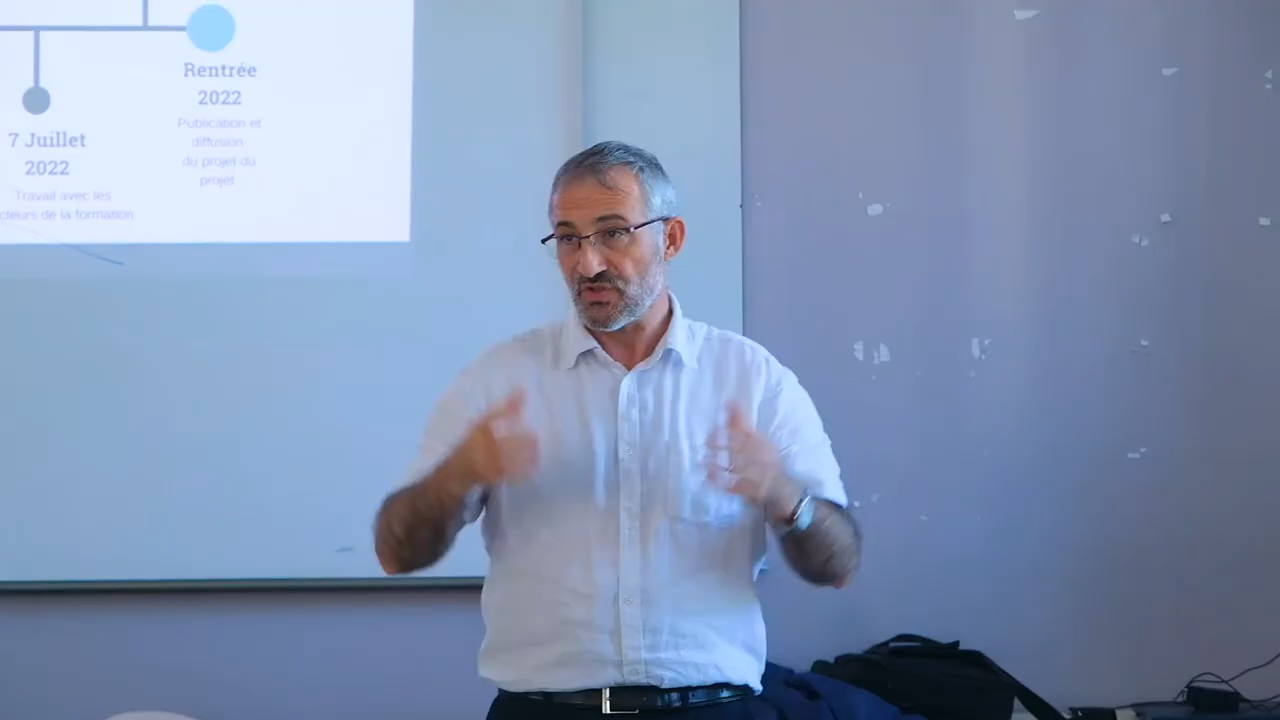 Rentrée
2022
Publication et
diffusion
du projet du
projet
7 Juillet
2022
Travail avec les
cteurs de la formation